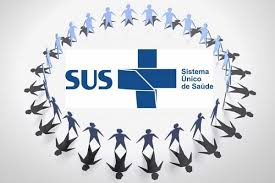 SUS
Sistema
Único
de Saúde